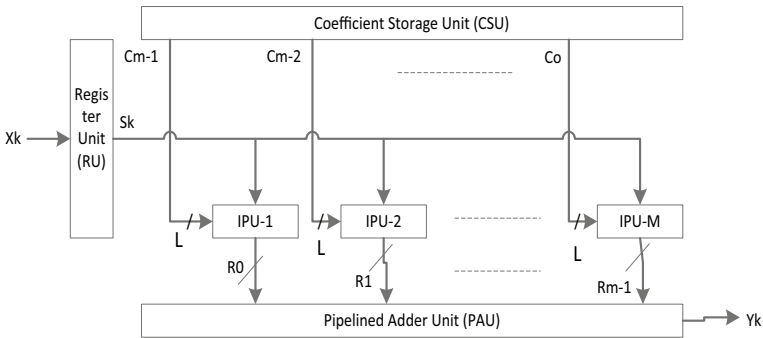 Coefficient Storage Unit (CSU)
Cm-1
Cm-2
Co
Regis
ter
Unit
(RU)
Sk
Xk
IPU-1
IPU-2
IPU-M
L
L
L
R0
R1
Rm-1
Pipelined Adder Unit (PAU)
Yk